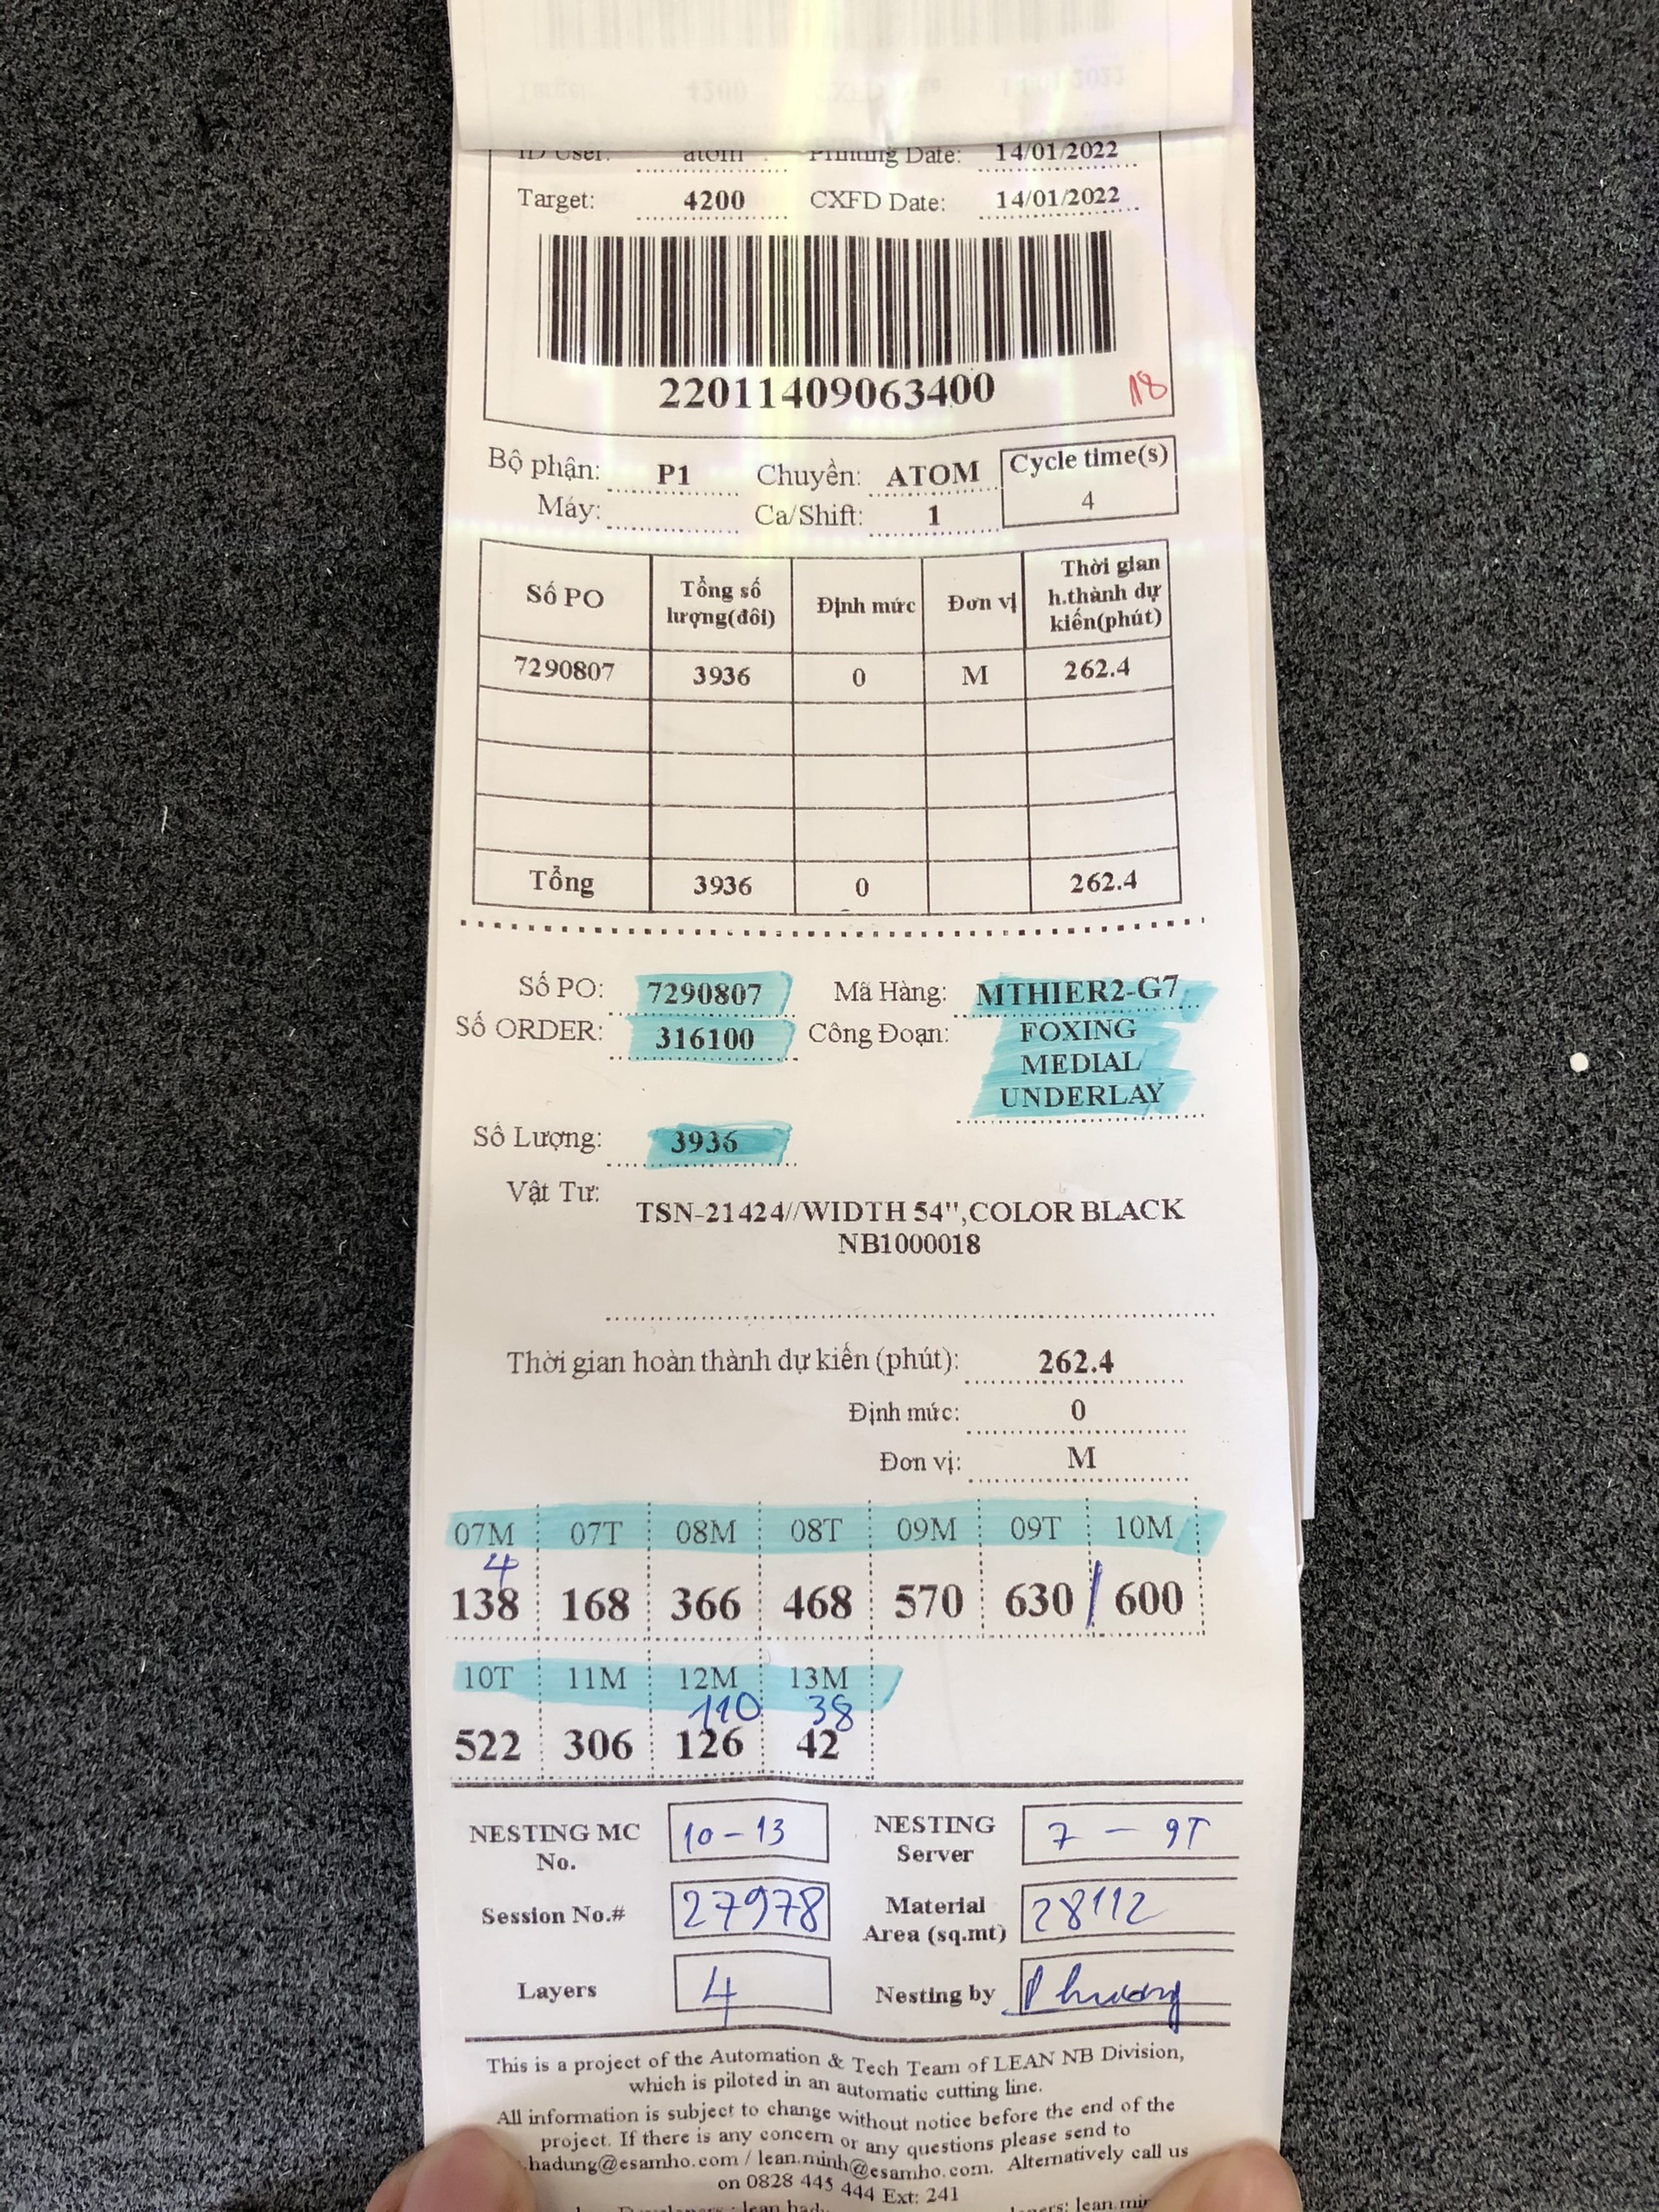 Target: 4200 CXFD Date 14/01/2022
ID User: atom Printing Date: 14/01/2022
Target: 4200 CXFD Date: 14/01/2022
22011409063400
18
Bộ phận: P1 Chuyền: ATOM Cycle time(s)
Máy: Ca/Shift: 1 4
Số PO Tổng số lượng(đôi) Định mức Đơn vị Thời gian h.thành dự kiến(phút)
7290807 3936 0 M 262.4
Tổng 3936 0 262.4
Số PO: 7290807 Mã Hàng: MTHIER2-G7
Số ORDER: 316100 Công Đoạn: FOXING
MEDIAL
UNDERLAY
Số Lượng: 3936
Vật Tư: TSN-21424//WIDTH 54",COLOR BLACK
NB1000018
Thời gian hoàn thành dự kiến (phút): 262.4
Định mức: 0
Đơn vị: M
07M 07T 08M 08T 09M 09T 10M
4
138 168 366 468 570 630 / 600
10T 11M 12M 13M
110 38
522 306 126 42
NESTING MC No. 10-13 NESTING Server 7 - 9T
Session No.# 27978 Material Area (sq.mt) 28112
Layers 4 Nesting by Phương
This is a project of the Automation & Tech Team of LEAN NB Division,
which is piloted in an automatic cutting line.
All information is subject to change without notice before the end of the
project. If there is any concern or any questions please send to
.hadung@esamho.com / lean.minh@esamho.com. Alternatively call us
on 0828 445 444 Ext: 241